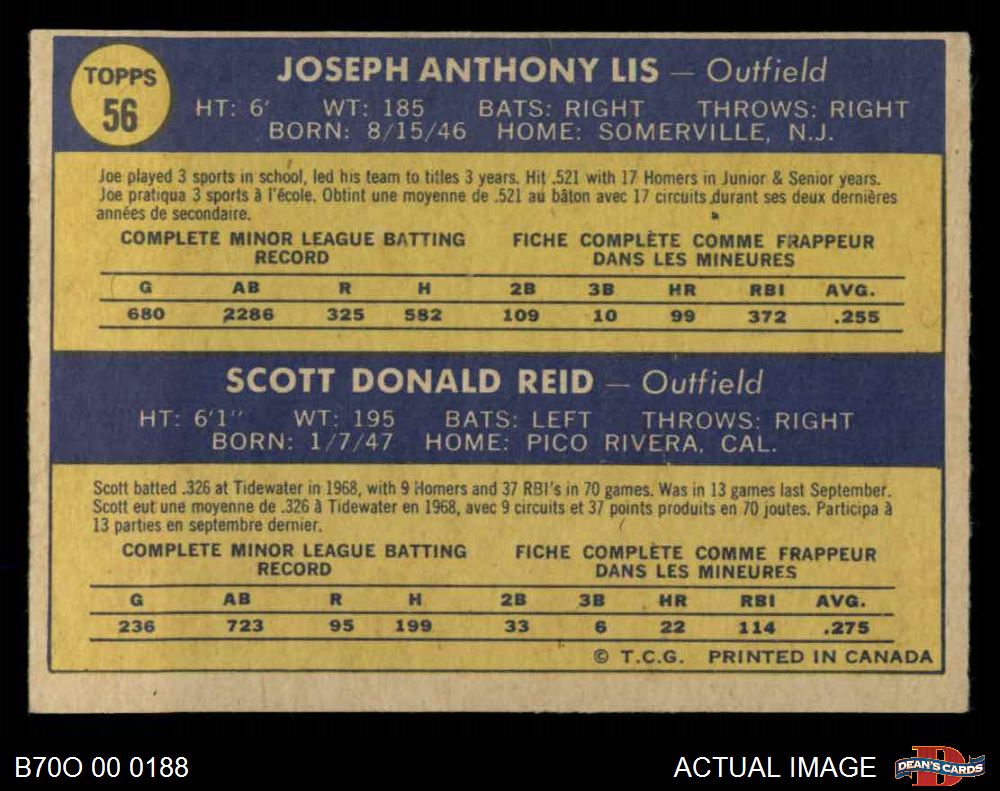 TOPPS
56
JOSEPH ANTHONY LIS — Outfield
HT: 6' WT: 185 BATS: RIGHT THROWS: RIGHT
BORN: 8/15/46 HOME: SOMERVILLE, N.J.
Joe played 3 sports in school, led his team to titles 3 years. Hit .521 with 17 Homers in Junior & Senior years.
Joe pratiqua 3 sports à l'école. Obtint une moyenne de .521 au bâton avec 17 circuits durant ses deux dernières
années de secondaire.
COMPLETE MINOR LEAGUE BATTING RECORD
FICHE COMPLÈTE COMME FRAPPEUR DANS LES MINEURES
G AB R H 2B 3B HR RBI AVG.
680 2286 325 582 109 10 99 372 .255
SCOTT DONALD REID — Outfield
HT: 6'1" WT: 195 BATS: LEFT THROWS: RIGHT
BORN: 1/7/47 HOME: PICO RIVERA, CAL.
Scott batted .326 at Tidewater in 1968, with 9 Homers and 37 RBI's in 70 games. Was in 13 games last September.
Scott eut une moyenne de .326 à Tidewater en 1968, avec 9 circuits et 37 points produits en 70 joutes. Participa à
13 parties en septembre dernier.
COMPLETE MINOR LEAGUE BATTING RECORD
FICHE COMPLÈTE COMME FRAPPEUR DANS LES MINEURES
G AB R H 2B 3B HR RBI AVG.
236 723 95 199 33 6 22 114 .275
© T.C.G. PRINTED IN CANADA
B70O 00 0188
ACTUAL IMAGE
DEAN'S CARDS